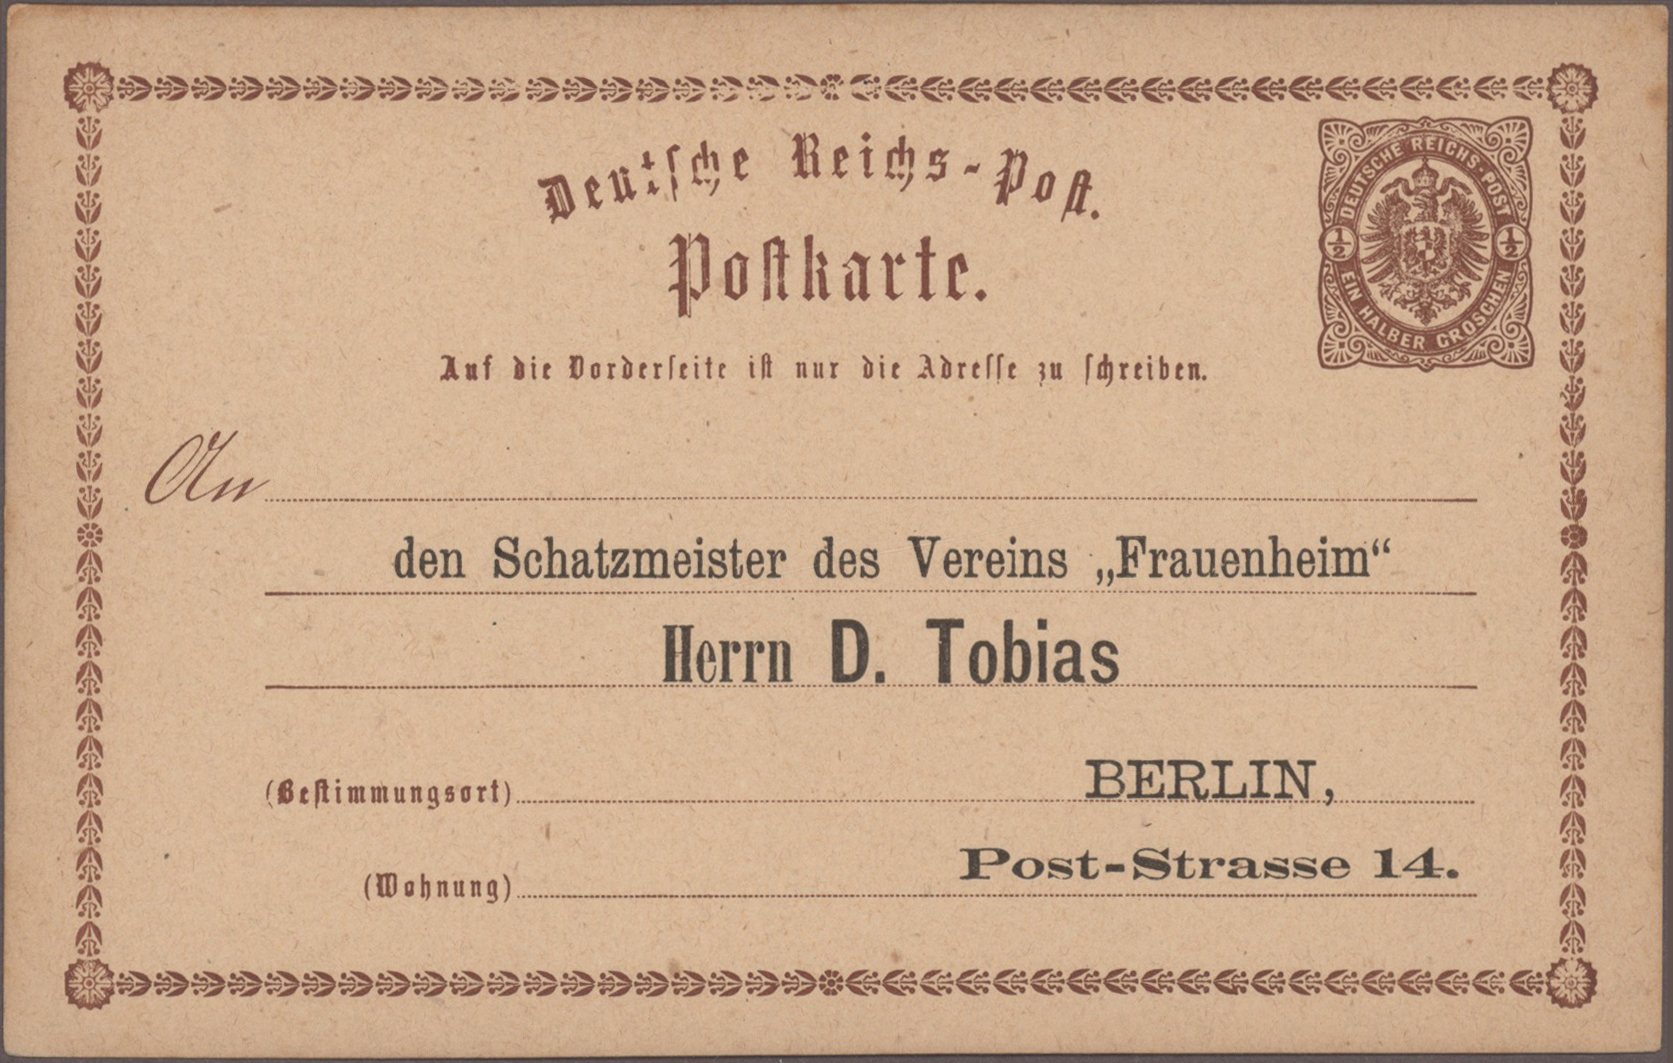 Deutsche Reichs-Post.
Postkarte.
DEUTSCHE REICHS-POST
1/2 1/2
EIN HALBER GROSCHEN
Auf die Vorderseite ist nur die Adresse zu schreiben.
An
den Schatzmeister des Vereins „Frauenheim“
Herrn D. Tobias
(Bestimmungsort) BERLIN,
(Wohnung) Post-Strasse 14.